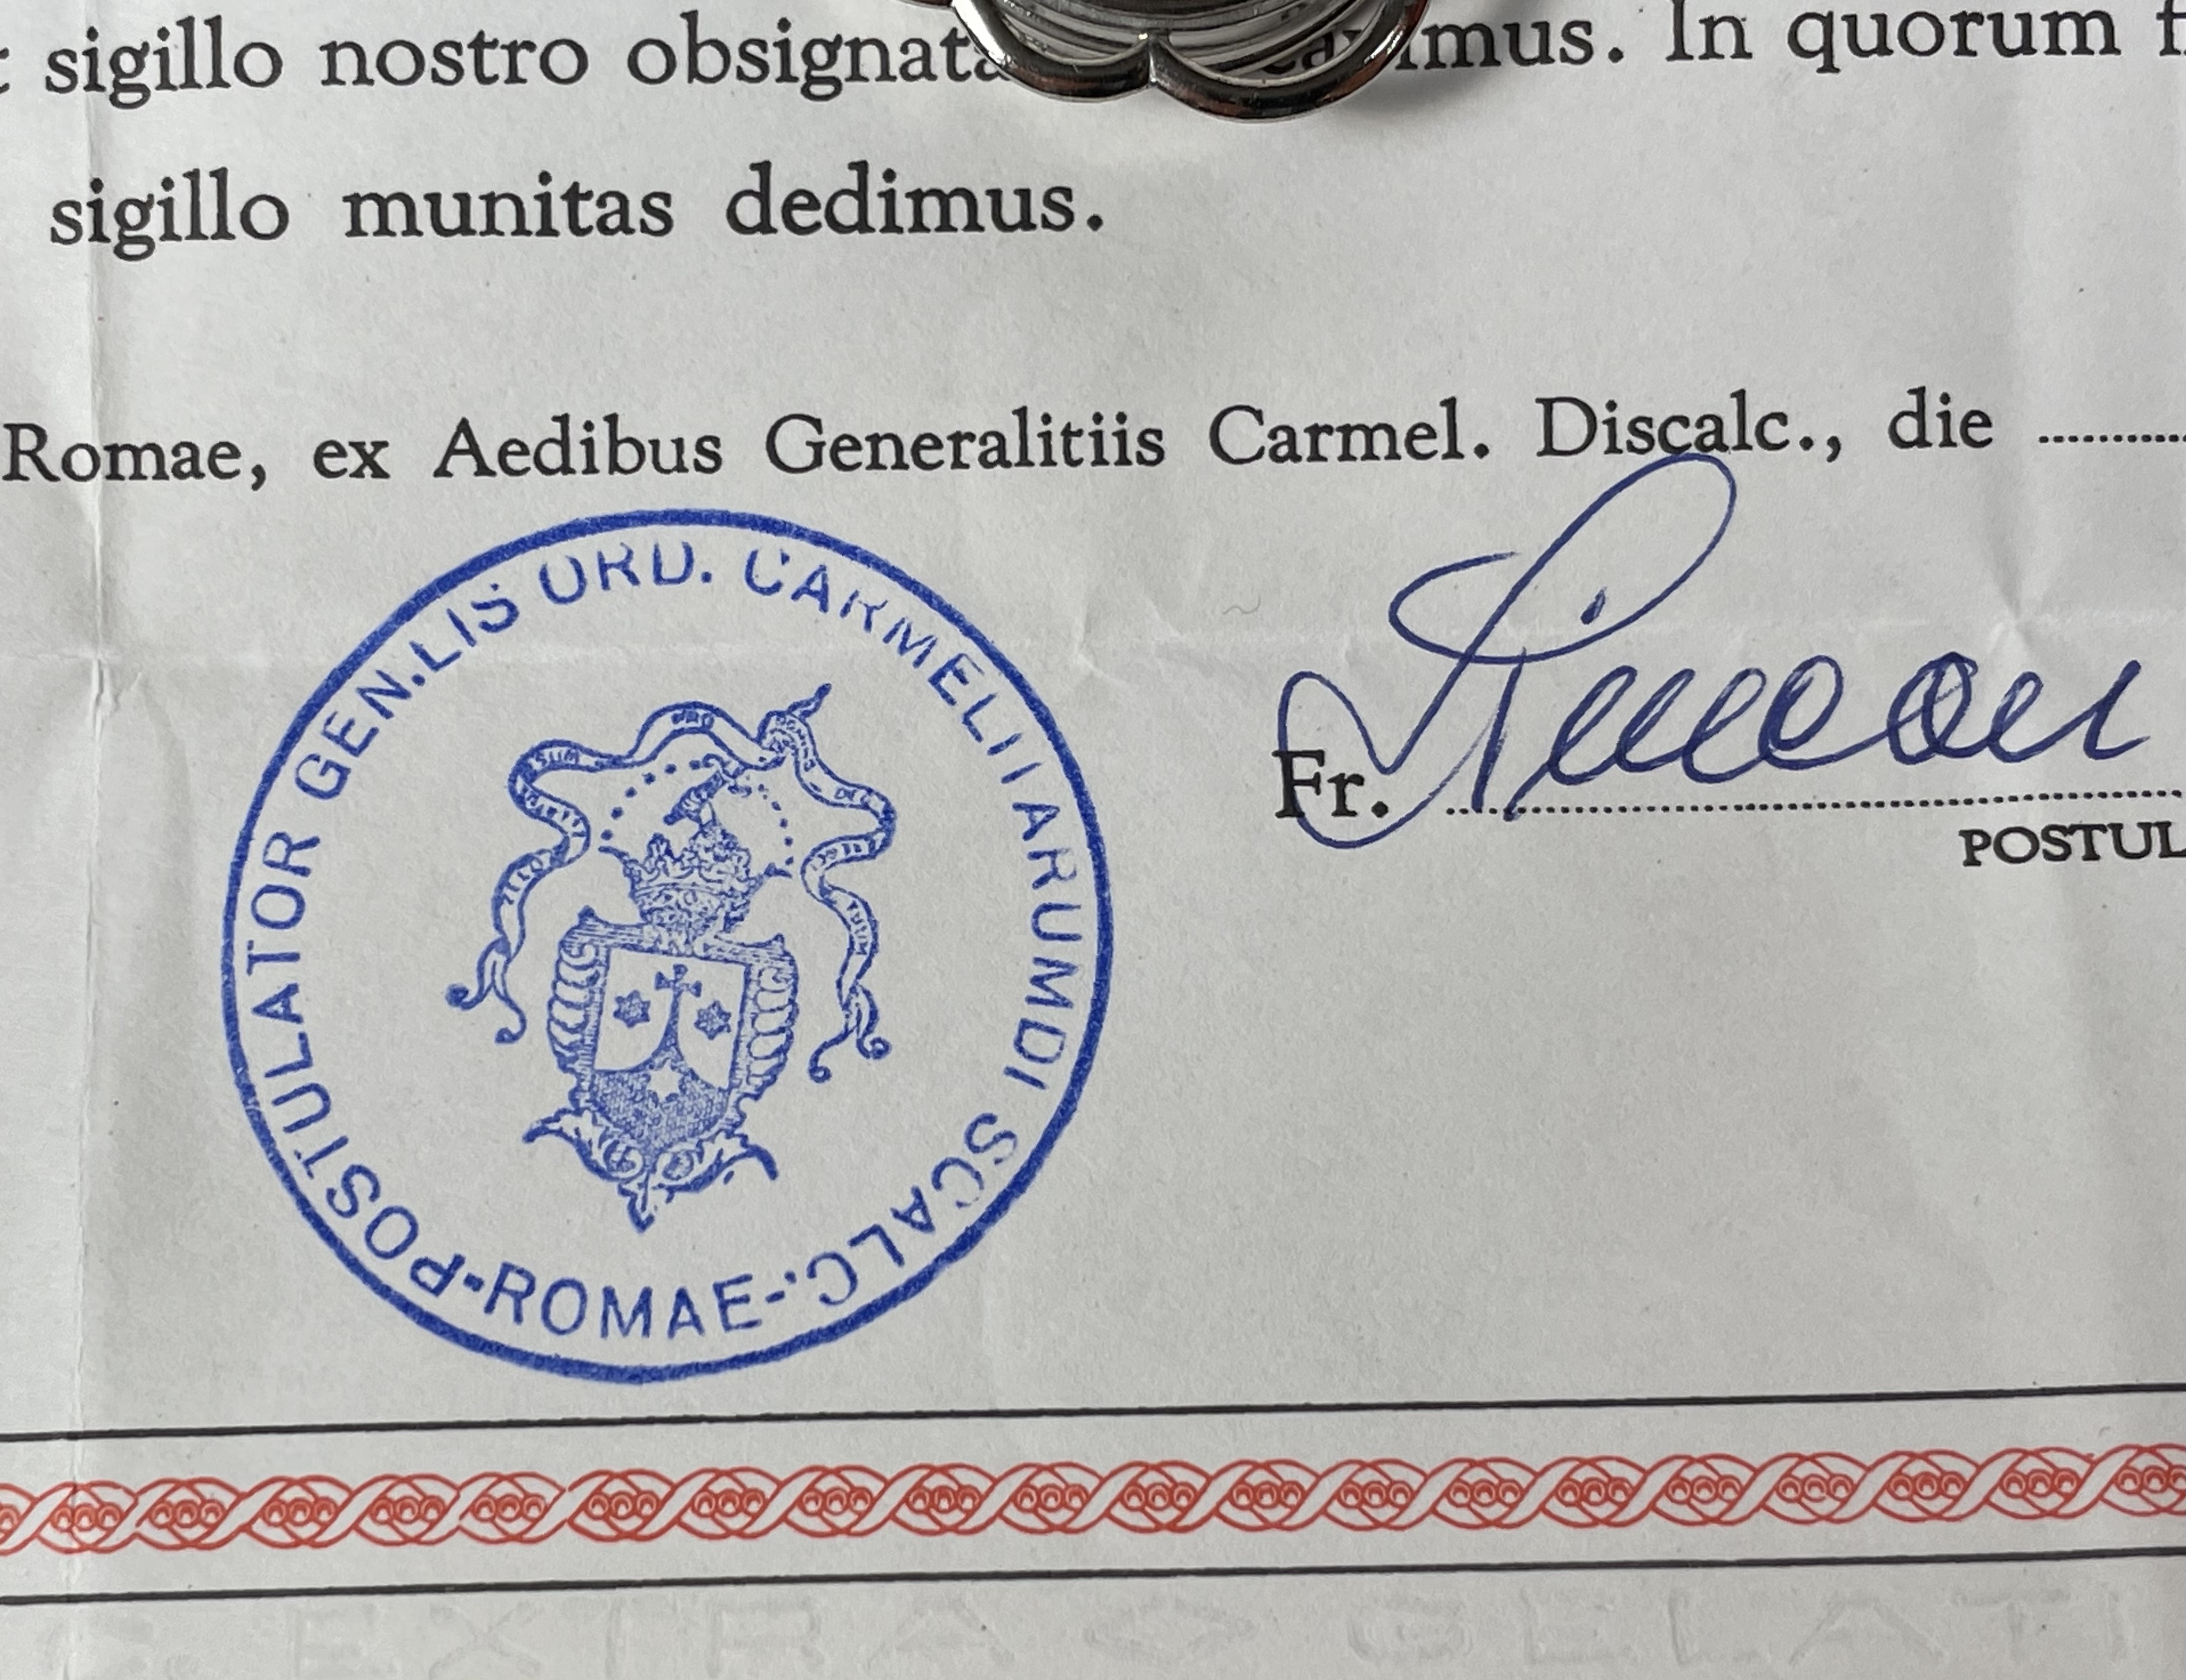 sigillo nostro obsignata imus. In quorum
sigillo munitas dedimus.
Romae, ex Aedibus Generalitiis Carmel. Discalc., die
POSTULATOR GEN.LIS ORD. CARMELITARUM DISCALC.
-ROMAE-
Fr.
POSTUL